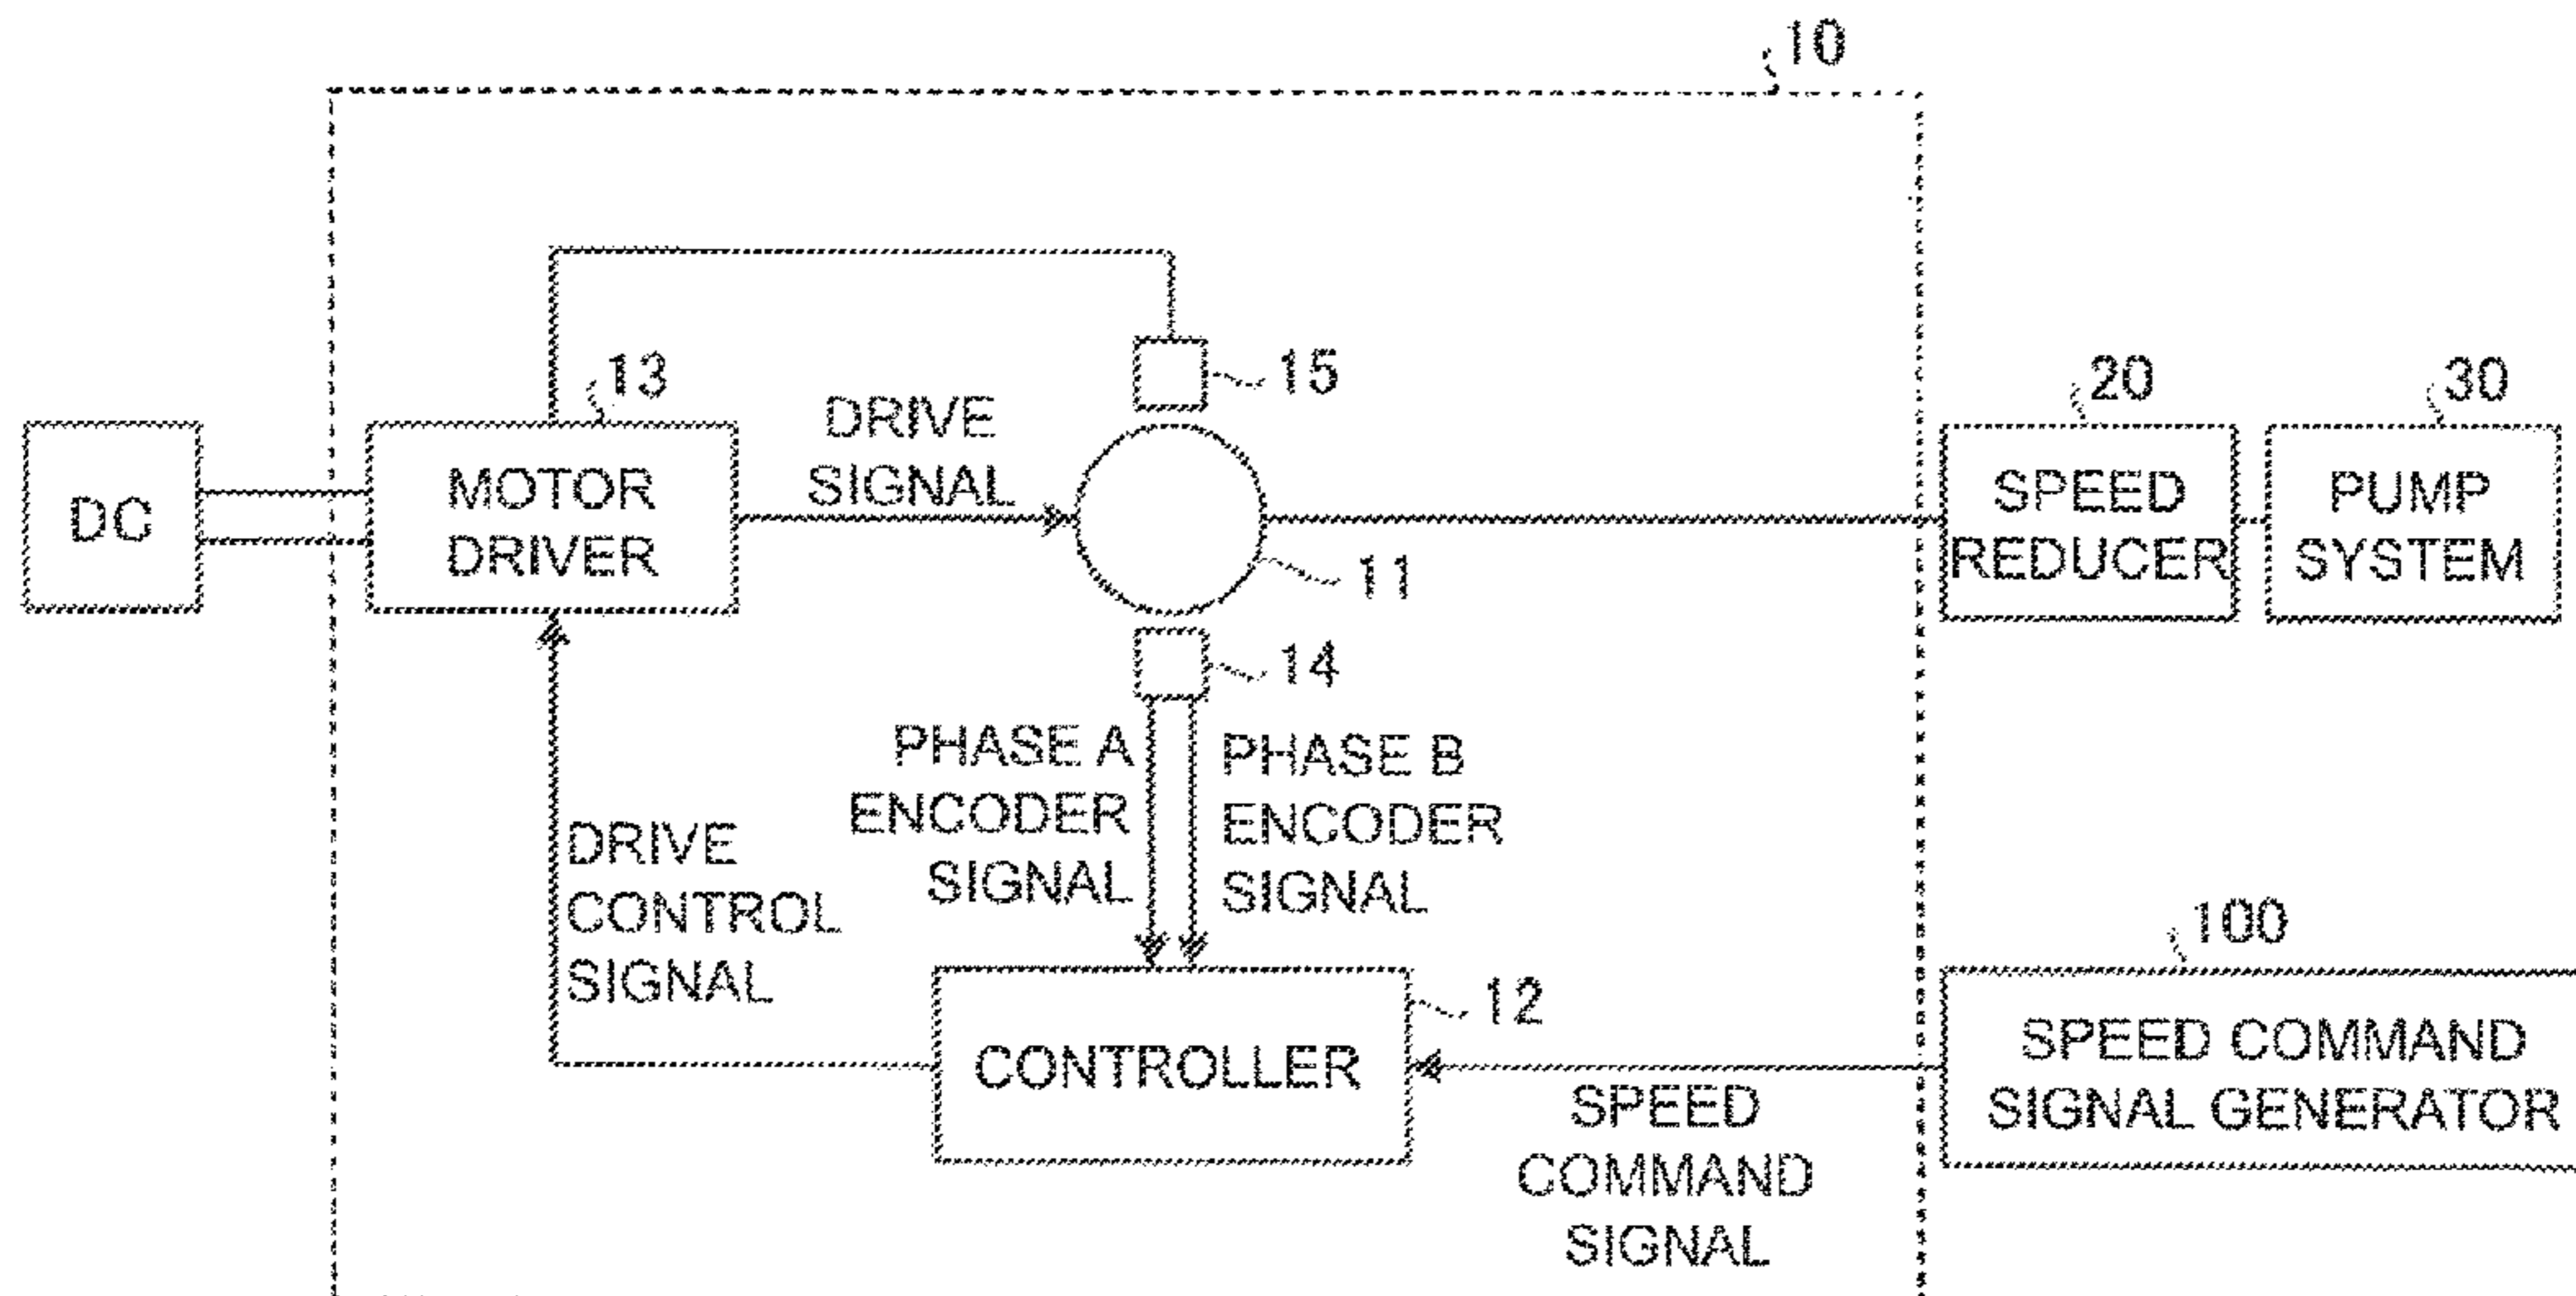 10
13
15
20
30
DRIVE
SIGNAL
DC
MOTOR
DRIVER
SPEED
REDUCER
PUMP
SYSTEM
11
14
PHASE A
ENCODER
SIGNAL
PHASE B
ENCODER
SIGNAL
DRIVE
CONTROL
SIGNAL
12
100
CONTROLLER
SPEED COMMAND
SIGNAL GENERATOR
SPEED
COMMAND
SIGNAL